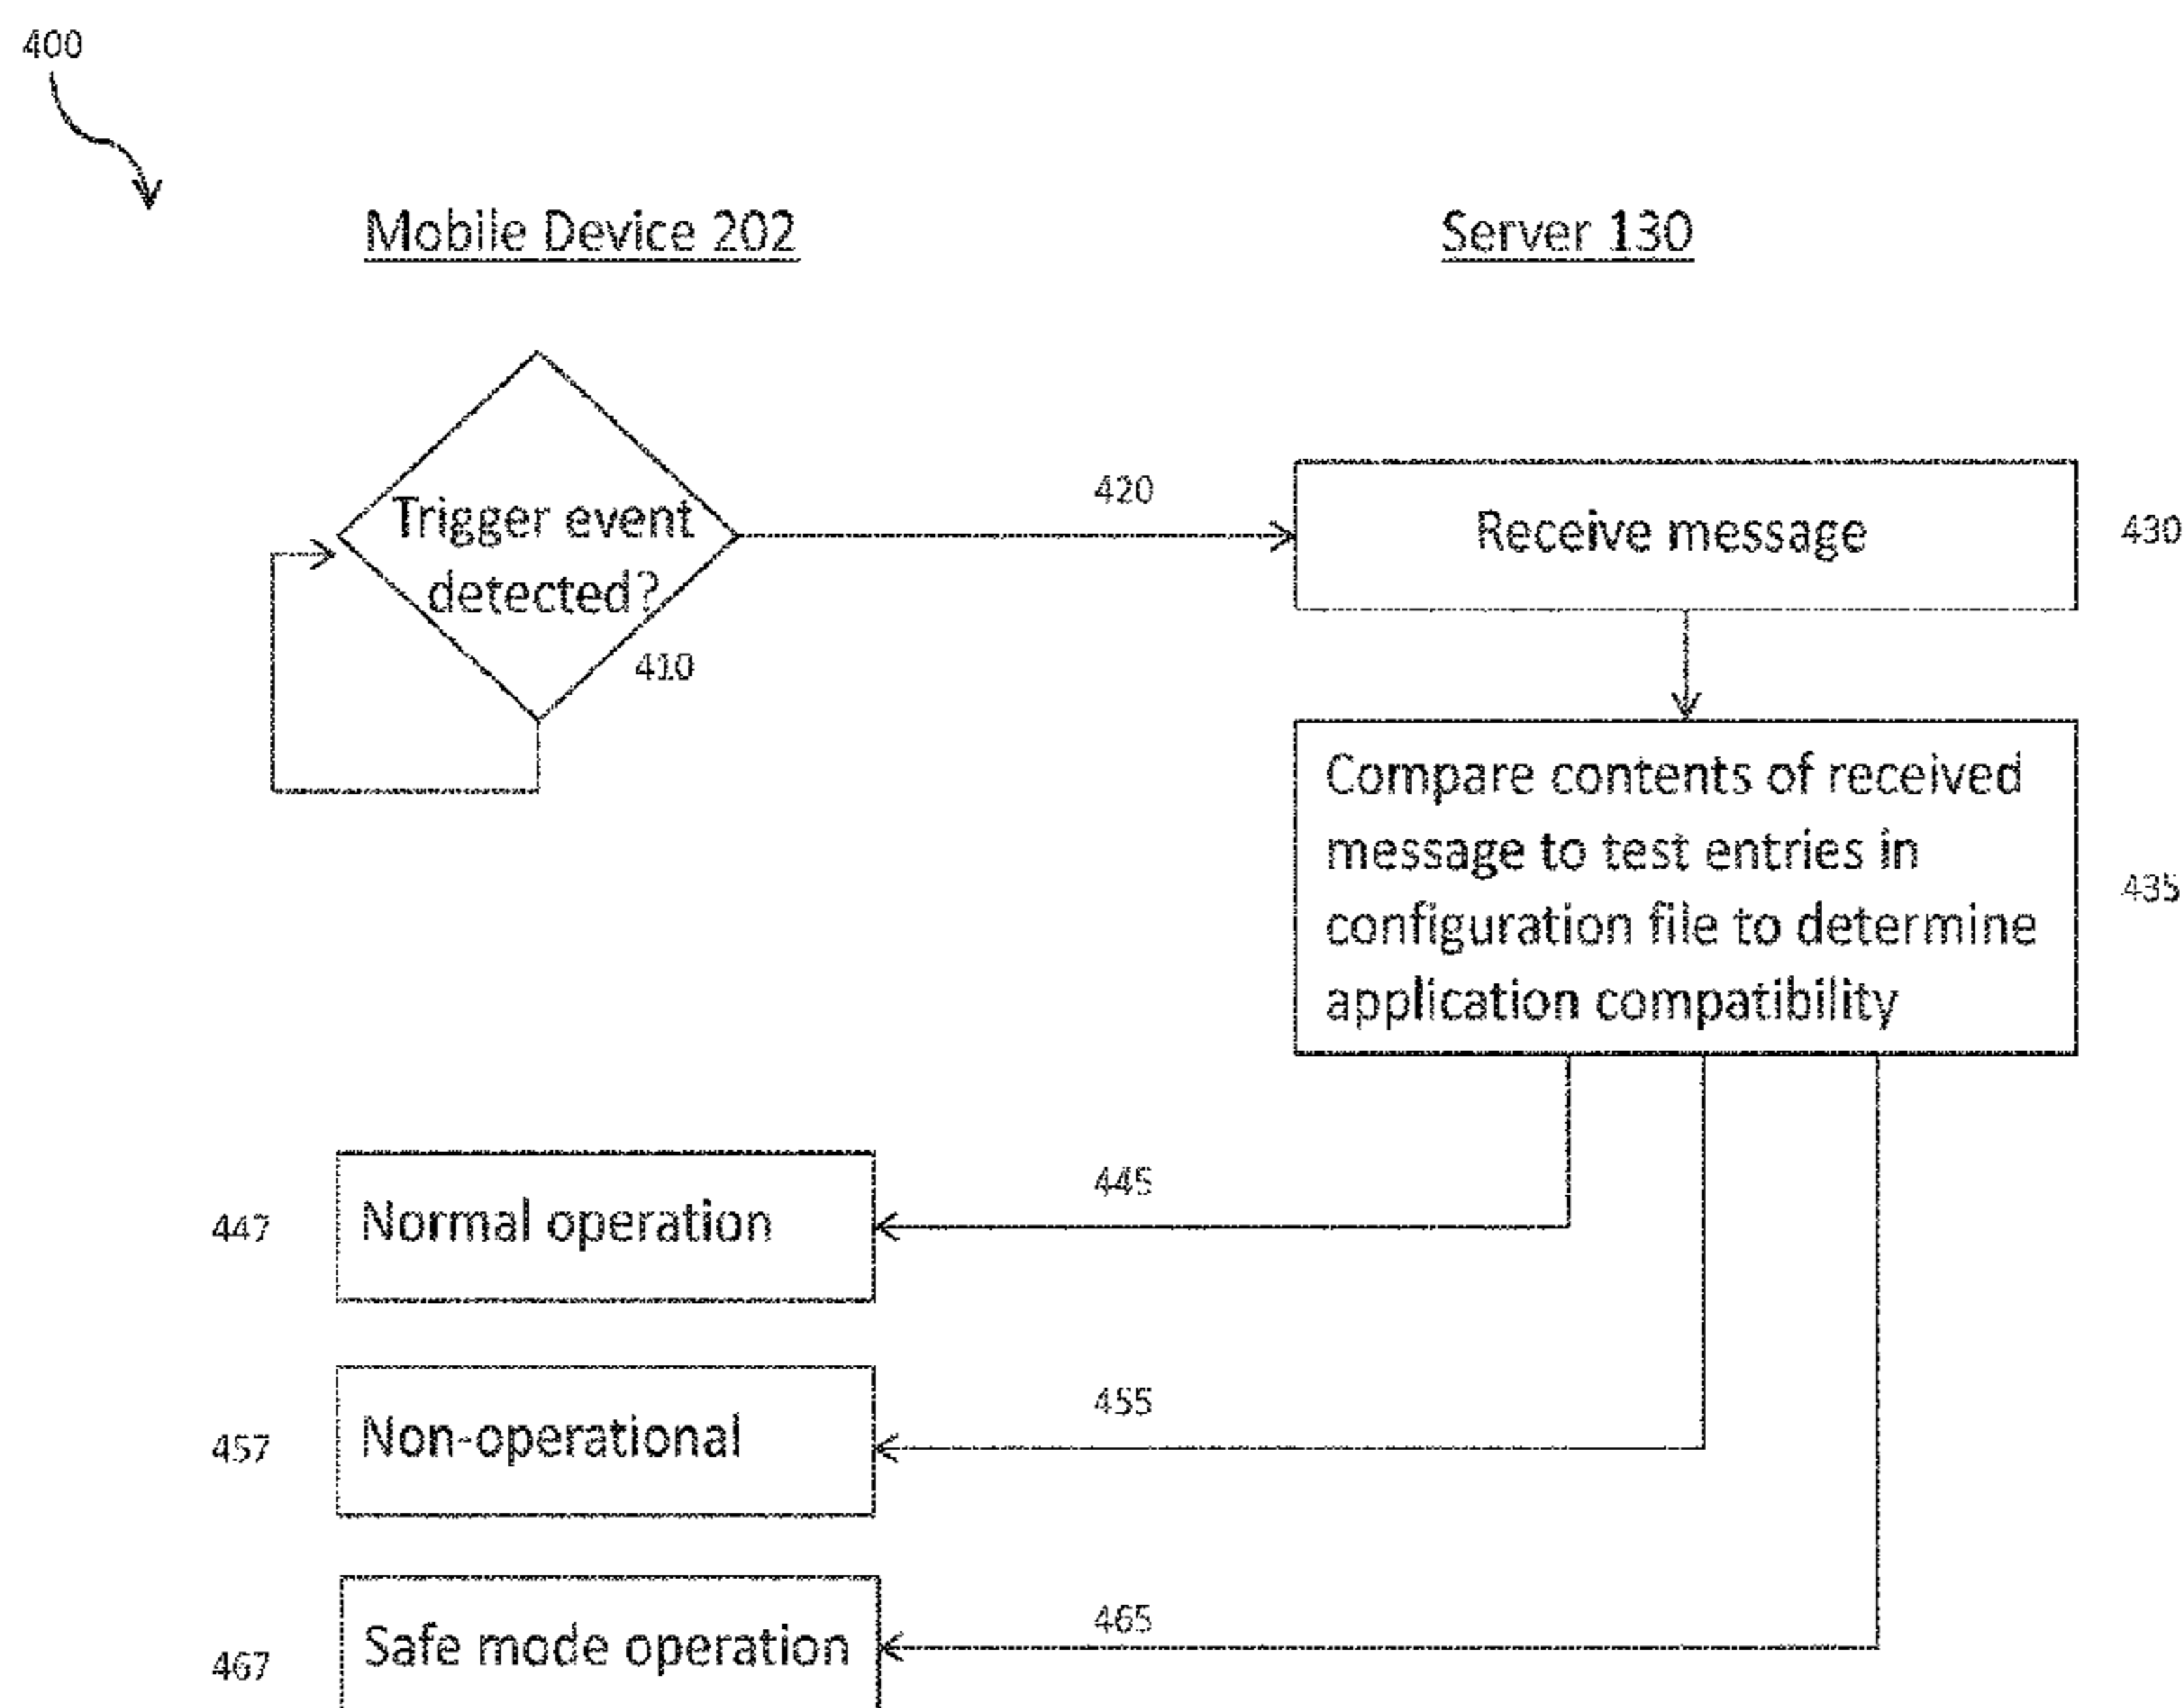 400
Mobile Device 202
Server 130
Trigger event
detected?
410
420
Receive message
430
Compare contents of received
message to test entries in
configuration file to determine
application compatibility
435
445
447
Normal operation
455
457
Non-operational
465
467
Safe mode operation